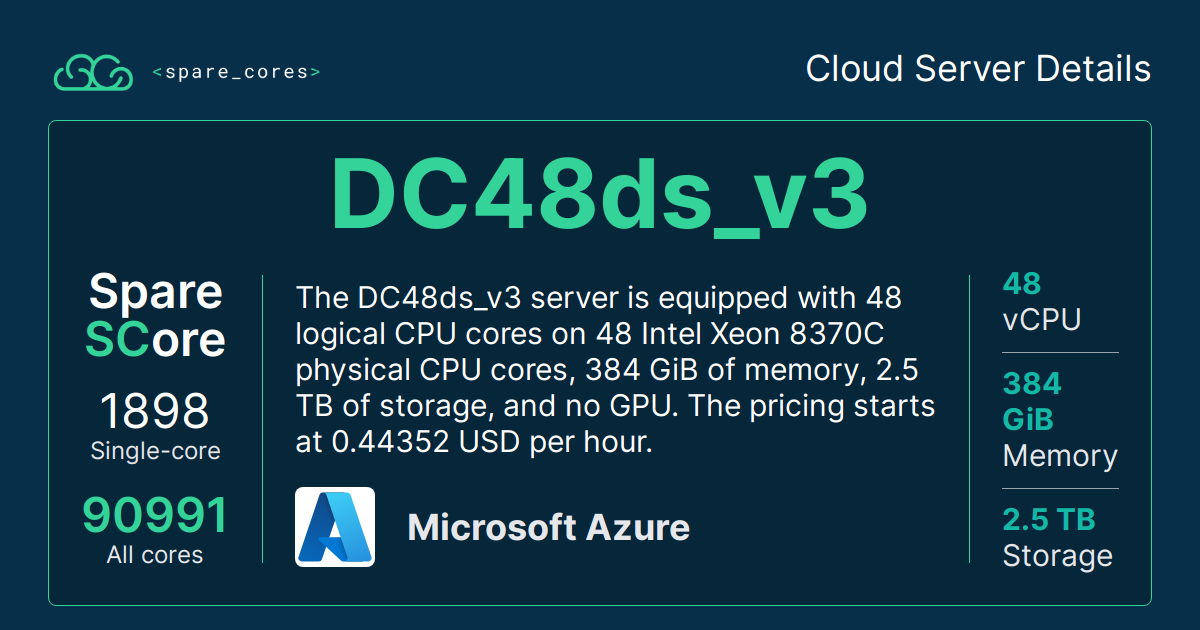 <spare_cores>
Cloud Server Details
DC48ds_v3
Spare
SCore
1898
Single-core
90991
All cores
The DC48ds_v3 server is equipped with 48
logical CPU cores on 48 Intel Xeon 8370C
physical CPU cores, 384 GiB of memory, 2.5
TB of storage, and no GPU. The pricing starts
at 0.44352 USD per hour.
Microsoft Azure
48
vCPU
384
GiB
Memory
2.5 TB
Storage